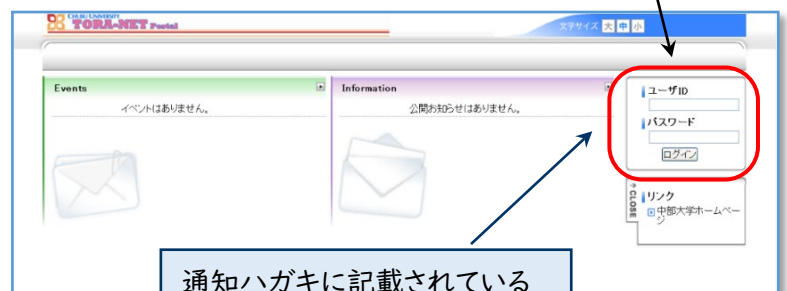 CHUBU UNIVERSITY
TORA-NET Portal
文字サイズ 大 中 小
Events
イベントはありません。
Information
公開お知らせはありません。
ユーザID
パスワード
ログイン
CLOSE
リンク
中部大学ホームペー
ジ
通知ハガキに記載されている